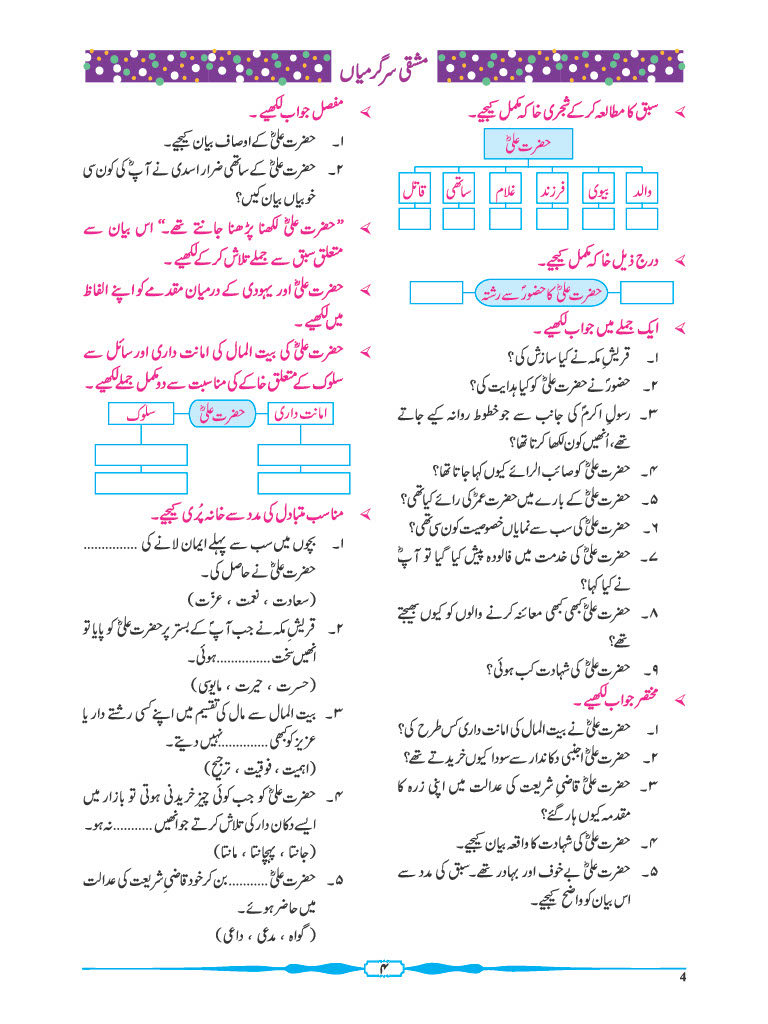 مشقی سرگرمیاں
سبق کا مطالعہ کرکے شجری خاکہ مکمل کیجیے۔
حضرت علیؓ
والد
بیوی
فرزند
غلام
ساتھی
قاتل
درج ذیل خاکہ مکمل کیجیے۔
حضرت علیؓ کا حضورؐ سے رشتہ
ایک جملے میں جواب لکھیے ۔
۱۔ قریشِ مکہ نے کیا سازش کی؟
۲۔ حضورؐ نے حضرت علیؓ کو کیا ہدایت کی؟
۳۔ رسولِ اکرمؐ کی جانب سے جو خطوط روانہ کیے جاتے
تھے، اُنھیں کون لکھا کرتا تھا؟
۴۔ حضرت علیؓ کو صائب الرائے کیوں کہا جاتا تھا؟
۵۔ حضرت علیؓ کے بارے میں حضرت عمرؓ کی رائے کیا تھی؟
۶۔ حضرت علیؓ کی سب سے نمایاں خصوصیت کون سی تھی؟
۷۔ حضرت علیؓ کی خدمت میں فالودہ پیش کیا گیا تو آپؓ
نے کیا کہا؟
۸۔ حضرت علیؓ کبھی کبھی معائنہ کرنے والوں کو کیوں بھیجتے
تھے؟
۹۔ حضرت علیؓ کی شہادت کب ہوئی؟
مختصر جواب لکھیے ۔
۱۔ حضرت علیؓ نے بیت المال کی امانت داری کس طرح کی؟
۲۔ حضرت علیؓ اجنبی دکاندار سے سودا کیوں خریدتے تھے؟
۳۔ حضرت علیؓ قاضیِ شریعت کی عدالت میں اپنی زرہ کا
مقدمہ کیوں ہار گئے؟
۴۔ حضرت علیؓ کی شہادت کا واقعہ بیان کیجیے۔
۵۔ حضرت علیؓ بے خوف اور بہادر تھے۔ سبق کی مدد سے
اس بیان کو واضح کیجیے۔
مفصل جواب لکھیے ۔
۱۔ حضرت علیؓ کے اوصاف بیان کیجیے۔
۲۔ حضرت علیؓ کے ساتھی ضرار اسدی نے آپؓ کی کون سی
خوبیاں بیان کیں؟
”حضرت علیؓ لکھنا پڑھنا جانتے تھے۔“ اس بیان سے
متعلق سبق سے جملے تلاش کرکے لکھیے ۔
حضرت علیؓ اور یہودی کے درمیان مقدمے کو اپنے الفاظ
میں لکھیے ۔
حضرت علیؓ کی بیت المال کی امانت داری اور سائل سے
سلوک کے متعلق خاکے کی مناسبت سے دو مکمل جملے لکھیے ۔
امانت داری
حضرت علیؓ
سلوک
مناسب متبادل کی مدد سے خانہ پُری کیجیے۔
۱۔ بچوں میں سب سے پہلے ایمان لانے کی ...............
حضرت علیؓ نے حاصل کی۔
(سعادت ، نعمت ، عزّت)
۲۔ قریشِ مکہ نے جب آپؐ کے بستر پر حضرت علیؓ کو پایا تو
انھیں سخت...............ہوئی۔
(حسرت ، حیرت ، مایوسی)
۳۔ بیت المال سے مال کی تقسیم میں اپنے کسی رشتے دار یا
عزیز کو کبھی .............نہیں دیتے۔
(اہمیت ، فوقیت ، ترجیح)
۴۔ حضرت علیؓ کو جب کوئی چیز خریدنی ہوتی تو بازار میں
ایسے دکان دار کی تلاش کرتے جو انھیں ...........نہ ہو۔
(جانتا ، پہچانتا ، مانتا)
۵۔ حضرت علیؓ ........... بن کر خود قاضیِ شریعت کی عدالت
میں حاضر ہوئے۔
(گواہ ، مدعی ، داعی)
۴
4